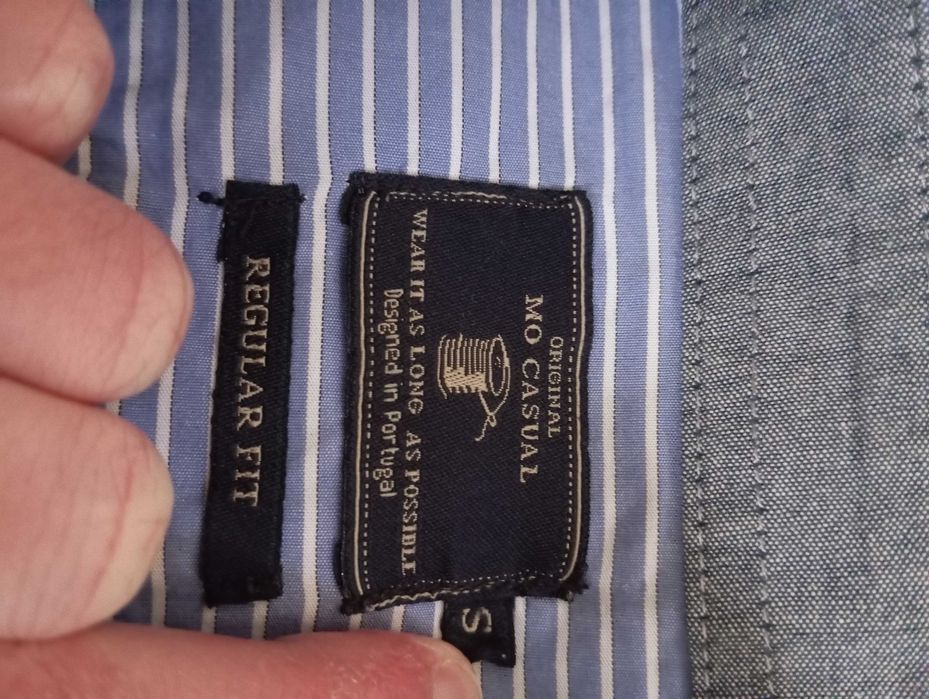 ORIGINAL
MO CASUAL
WEAR IT AS LONG AS POSSIBLE
Designed in Portugal
S
REGULAR FIT